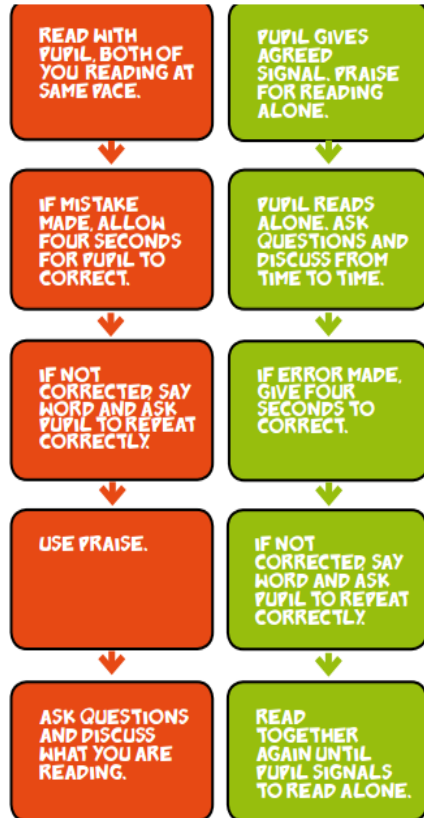 READ WITH
PUPIL, BOTH OF
YOU READING AT
SAME PACE.
IF MISTAKE
MADE, ALLOW
FOUR SECONDS
FOR PUPIL TO
CORRECT.
IF NOT
CORRECTED, SAY
WORD AND ASK
PUPIL TO REPEAT
CORRECTLY.
USE PRAISE.
ASK QUESTIONS
AND DISCUSS
WHAT YOU ARE
READING.
PUPIL GIVES
AGREED
SIGNAL. PRAISE
FOR READING
ALONE.
PUPIL READS
ALONE. ASK
QUESTIONS AND
DISCUSS FROM
TIME TO TIME.
IF ERROR MADE,
GIVE FOUR
SECONDS TO
CORRECT.
IF NOT
CORRECTED, SAY
WORD AND ASK
PUPIL TO REPEAT
CORRECTLY.
READ
TOGETHER
AGAIN UNTIL
PUPIL SIGNALS
TO READ ALONE.